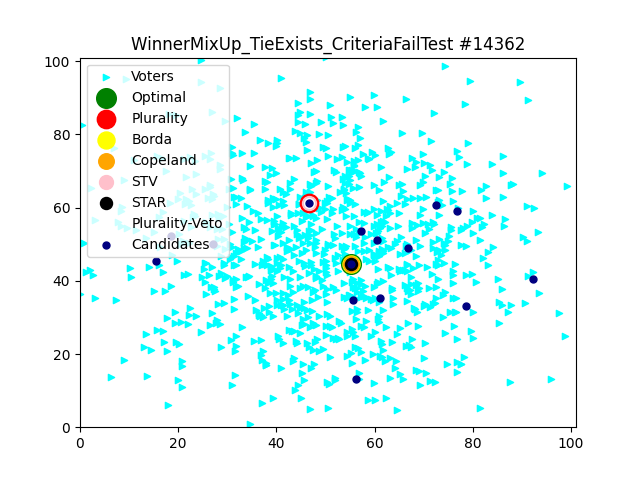 WinnerMixUp_TieExists_CriteriaFailTest #14362
100
80
60
40
20
0
0
20
40
60
80
100
Voters
Optimal
Plurality
Borda
Copeland
STV
STAR
Plurality-Veto
Candidates